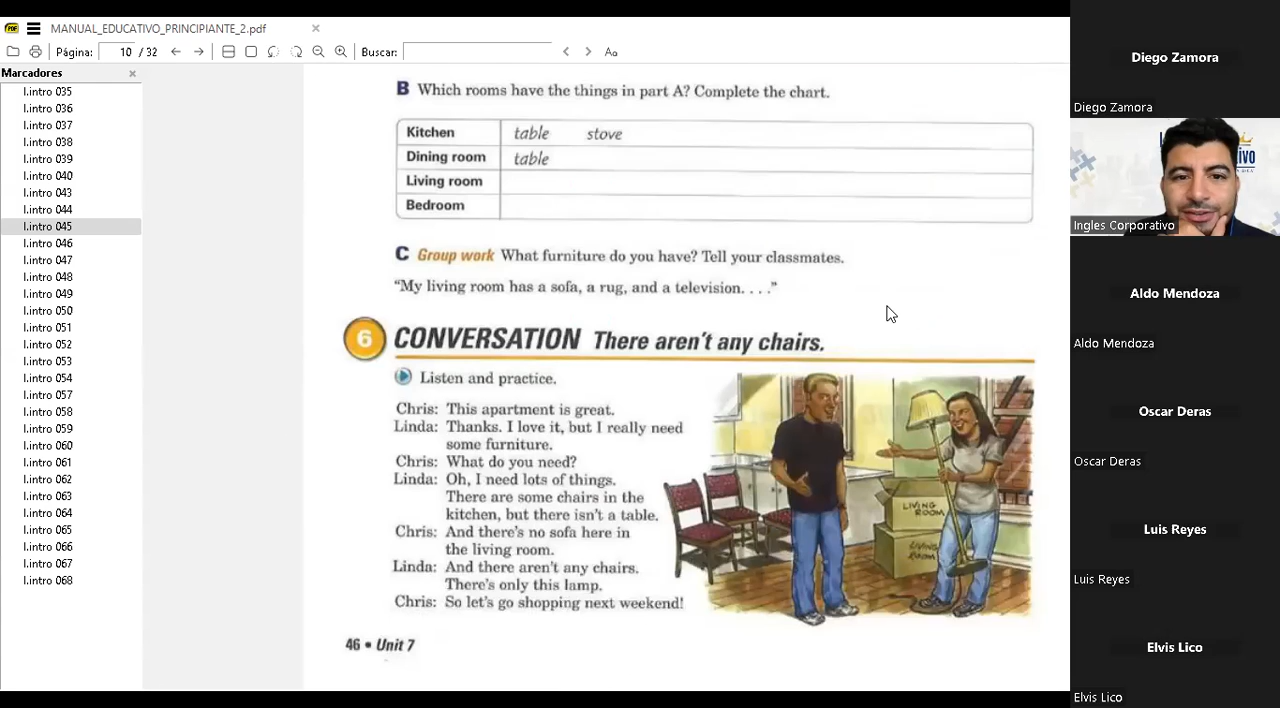 MANUAL_EDUCATIVO_PRINCIPIANTE_2.pdf
Página: 10 / 32
Buscar:
Aa
Marcadores
I.intro 035
I.intro 036
I.intro 037
I.intro 038
I.intro 039
I.intro 040
I.intro 043
I.intro 044
I.intro 045
I.intro 046
I.intro 047
I.intro 048
I.intro 049
I.intro 050
I.intro 051
I.intro 052
I.intro 053
I.intro 054
I.intro 057
I.intro 058
I.intro 059
I.intro 060
I.intro 061
I.intro 062
I.intro 063
I.intro 064
I.intro 065
I.intro 066
I.intro 067
I.intro 068
B Which rooms have the things in part A? Complete the chart.
Kitchen table stove
Dining room table
Living room
Bedroom
C Group work What furniture do you have? Tell your classmates.
“My living room has a sofa, a rug, and a television. . . .”
6 CONVERSATION There aren't any chairs.
Listen and practice.
Chris: This apartment is great.
Linda: Thanks. I love it, but I really need
some furniture.
Chris: What do you need?
Linda: Oh, I need lots of things.
There are some chairs in the
kitchen, but there isn't a table.
Chris: And there's no sofa here in
the living room.
Linda: And there aren't any chairs.
There's only this lamp.
Chris: So let's go shopping next weekend!
LIVING
ROOM
LIVING
ROOM
46 • Unit 7
Diego Zamora
Diego Zamora
Ingles Corporativo
Aldo Mendoza
Aldo Mendoza
Oscar Deras
Oscar Deras
Luis Reyes
Luis Reyes
Elvis Lico
Elvis Lico